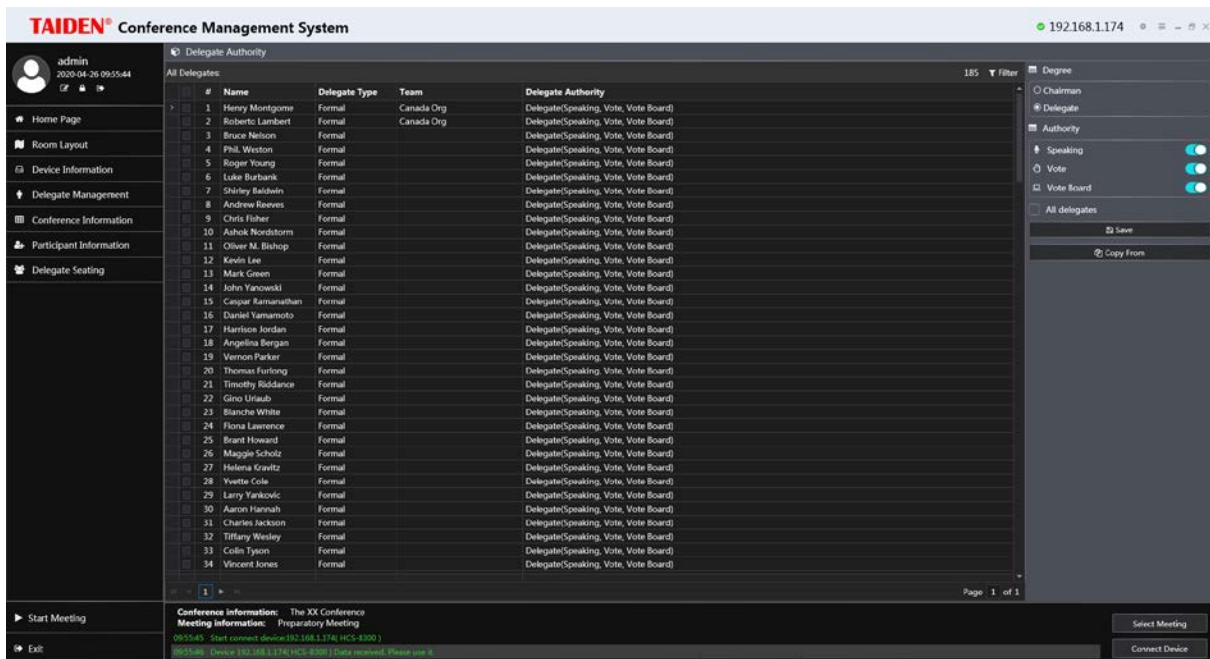 TAIDEN® Conference Management System
192.168.1.174
admin
2020-04-26 09:55:44
Home Page
Room Layout
Device Information
Delegate Management
Conference Information
Participant Information
Delegate Seating
Start Meeting
Exit
Delegate Authority
All Delegates: 185 Filter
# Name Delegate Type Team Delegate Authority
1 Henry Montgome Formal Canada Org Delegate(Speaking, Vote, Vote Board)
2 Roberto Lambert Formal Canada Org Delegate(Speaking, Vote, Vote Board)
3 Bruce Nelson Formal Delegate(Speaking, Vote, Vote Board)
4 Phil. Weston Formal Delegate(Speaking, Vote, Vote Board)
5 Roger Young Formal Delegate(Speaking, Vote, Vote Board)
6 Luke Burbank Formal Delegate(Speaking, Vote, Vote Board)
7 Shirley Baldwin Formal Delegate(Speaking, Vote, Vote Board)
8 Andrew Reeves Formal Delegate(Speaking, Vote, Vote Board)
9 Chris Fisher Formal Delegate(Speaking, Vote, Vote Board)
10 Ashok Nordstorm Formal Delegate(Speaking, Vote, Vote Board)
11 Oliver M. Bishop Formal Delegate(Speaking, Vote, Vote Board)
12 Kevin Lee Formal Delegate(Speaking, Vote, Vote Board)
13 Mark Green Formal Delegate(Speaking, Vote, Vote Board)
14 John Yanowski Formal Delegate(Speaking, Vote, Vote Board)
15 Caspar Ramanathan Formal Delegate(Speaking, Vote, Vote Board)
16 Daniel Yamamoto Formal Delegate(Speaking, Vote, Vote Board)
17 Harrison Jordan Formal Delegate(Speaking, Vote, Vote Board)
18 Angelina Bergan Formal Delegate(Speaking, Vote, Vote Board)
19 Vernon Parker Formal Delegate(Speaking, Vote, Vote Board)
20 Thomas Furlong Formal Delegate(Speaking, Vote, Vote Board)
21 Timothy Riddance Formal Delegate(Speaking, Vote, Vote Board)
22 Gino Urlaub Formal Delegate(Speaking, Vote, Vote Board)
23 Blanche White Formal Delegate(Speaking, Vote, Vote Board)
24 Fiona Lawrence Formal Delegate(Speaking, Vote, Vote Board)
25 Brant Howard Formal Delegate(Speaking, Vote, Vote Board)
26 Maggie Scholz Formal Delegate(Speaking, Vote, Vote Board)
27 Helena Kravitz Formal Delegate(Speaking, Vote, Vote Board)
28 Yvette Cole Formal Delegate(Speaking, Vote, Vote Board)
29 Larry Yankovic Formal Delegate(Speaking, Vote, Vote Board)
30 Aaron Hannah Formal Delegate(Speaking, Vote, Vote Board)
31 Charles Jackson Formal Delegate(Speaking, Vote, Vote Board)
32 Tiffany Wesley Formal Delegate(Speaking, Vote, Vote Board)
33 Colin Tyson Formal Delegate(Speaking, Vote, Vote Board)
34 Vincent Jones Formal Delegate(Speaking, Vote, Vote Board)
1 Page 1 of 1
Degree
Chairman
Delegate
Authority
Speaking
Vote
Vote Board
All delegates
Save
Copy From
Conference information: The XX Conference
Meeting information: Preparatory Meeting
09:55:45 Start connect device:192.168.1.174( HCS-8300 )
09:55:46 Device 192.168.1.174( HCS-8300 ) Data received. Please use it.
Select Meeting
Connect Device